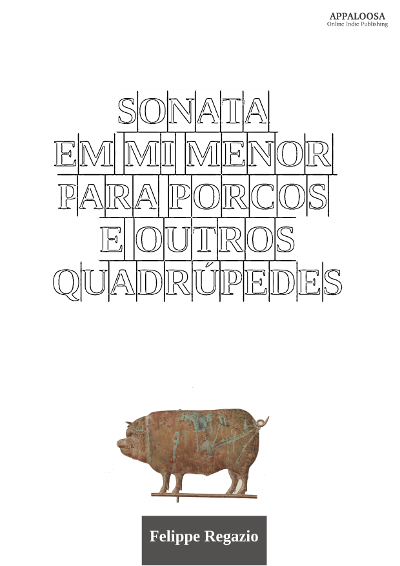 APPALOOSA
Online Indie Publishing
SONATA
EM MI MENOR
PARA PORCOS
E OUTROS
QUADRÚPEDES
Felippe Regazio